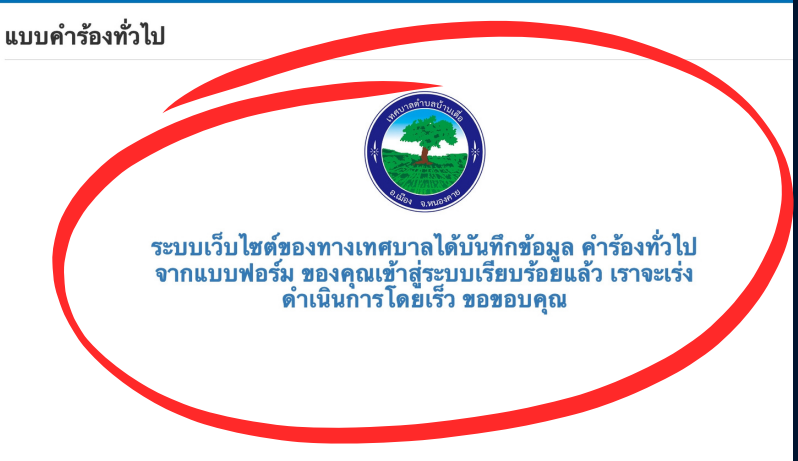 แบบคำร้องทั่วไป
เทศบาลตำบลบ้านเดื่อ
อ.เมือง จ.หนองคาย
ระบบเว็บไซต์ของทางเทศบาลได้บันทึกข้อมูล คำร้องทั่วไป
จากแบบฟอร์ม ของคุณเข้าสู่ระบบเรียบร้อยแล้ว เราจะเร่ง
ดำเนินการโดยเร็ว ขอขอบคุณ